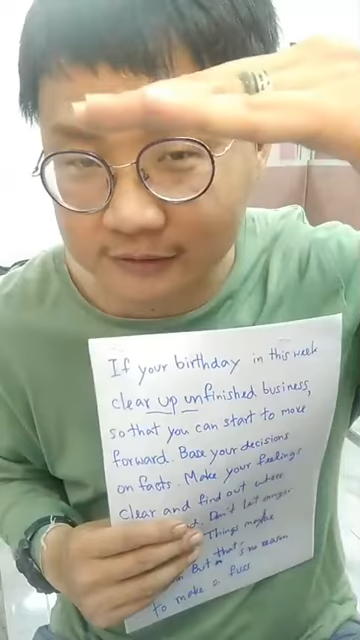 If your birthday in this week
clear up unfinished business,
so that you can start to move
forward. Base your decisions
on facts. Make your feelings
clear and find out where
Don't let anger
Things maybe
But that's no reason
to make a fuss